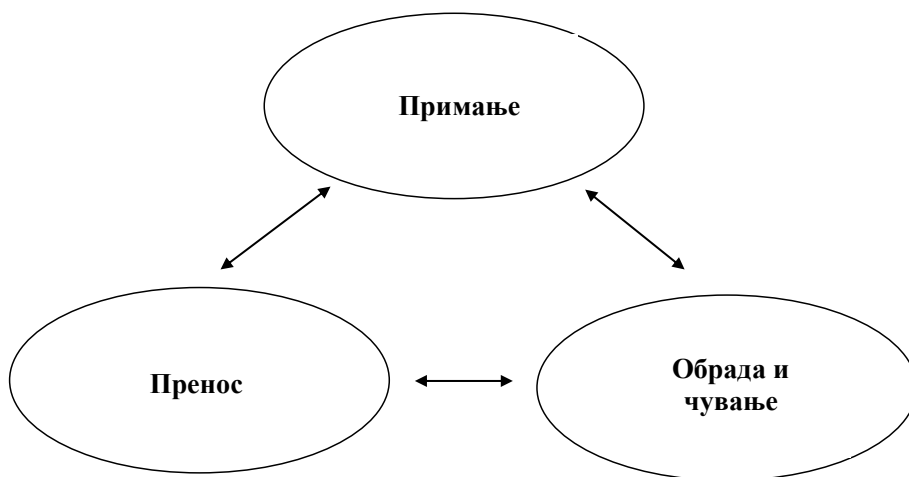 Примање
Пренос
Обрада и
чување